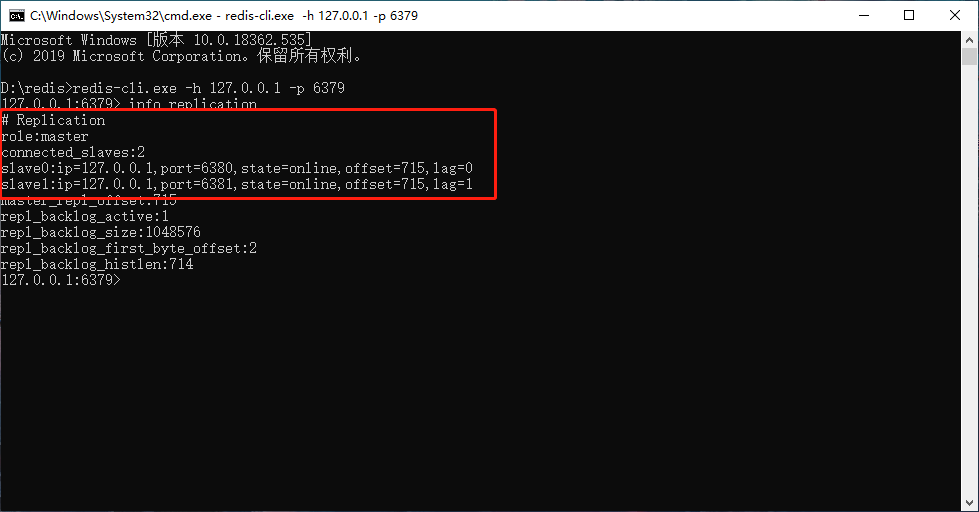 C:\Windows\System32\cmd.exe - redis-cli.exe  -h 127.0.0.1 -p 6379
Microsoft Windows [版本 10.0.18362.535]
(c) 2019 Microsoft Corporation。保留所有权利。
D:\redis>redis-cli.exe -h 127.0.0.1 -p 6379
127.0.0.1:6379> info replication
# Replication
role:master
connected_slaves:2
slave0:ip=127.0.0.1,port=6380,state=online,offset=715,lag=0
slave1:ip=127.0.0.1,port=6381,state=online,offset=715,lag=1
master_repl_offset:715
repl_backlog_active:1
repl_backlog_size:1048576
repl_backlog_first_byte_offset:2
repl_backlog_histlen:714
127.0.0.1:6379>